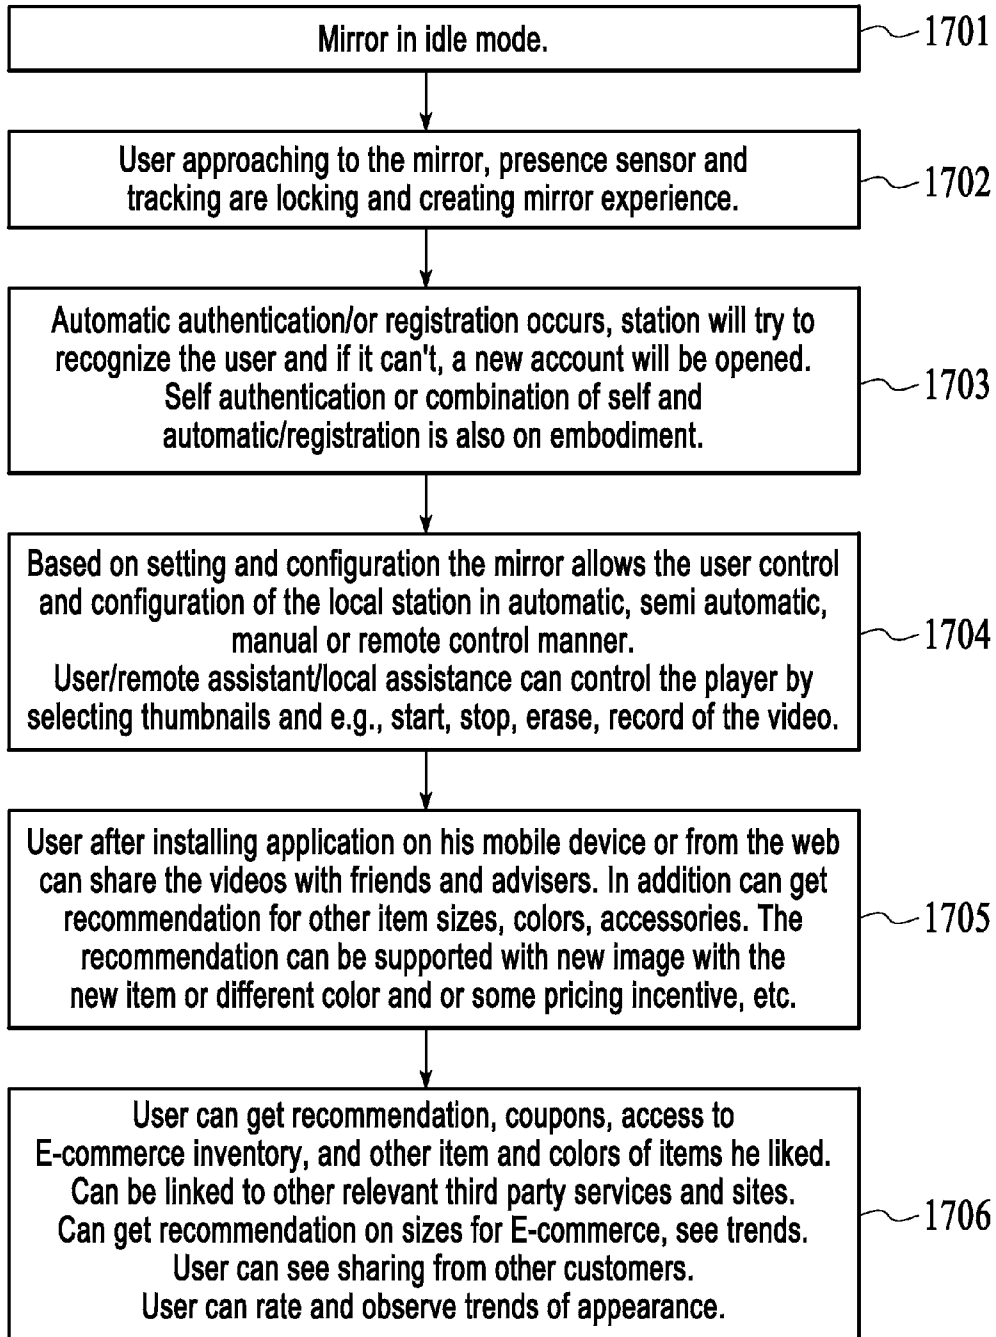 Mirror in idle mode.
1701
User approaching to the mirror, presence sensor and
tracking are locking and creating mirror experience.
1702
Automatic authentication/or registration occurs, station will try to
recognize the user and if it can't, a new account will be opened.
Self authentication or combination of self and
automatic/registration is also on embodiment.
1703
Based on setting and configuration the mirror allows the user control
and configuration of the local station in automatic, semi automatic,
manual or remote control manner.
User/remote assistant/local assistance can control the player by
selecting thumbnails and e.g., start, stop, erase, record of the video.
1704
User after installing application on his mobile device or from the web
can share the videos with friends and advisers. In addition can get
recommendation for other item sizes, colors, accessories. The
recommendation can be supported with new image with the
new item or different color and or some pricing incentive, etc.
1705
User can get recommendation, coupons, access to
E-commerce inventory, and other item and colors of items he liked.
Can be linked to other relevant third party services and sites.
Can get recommendation on sizes for E-commerce, see trends.
User can see sharing from other customers.
User can rate and observe trends of appearance.
1706